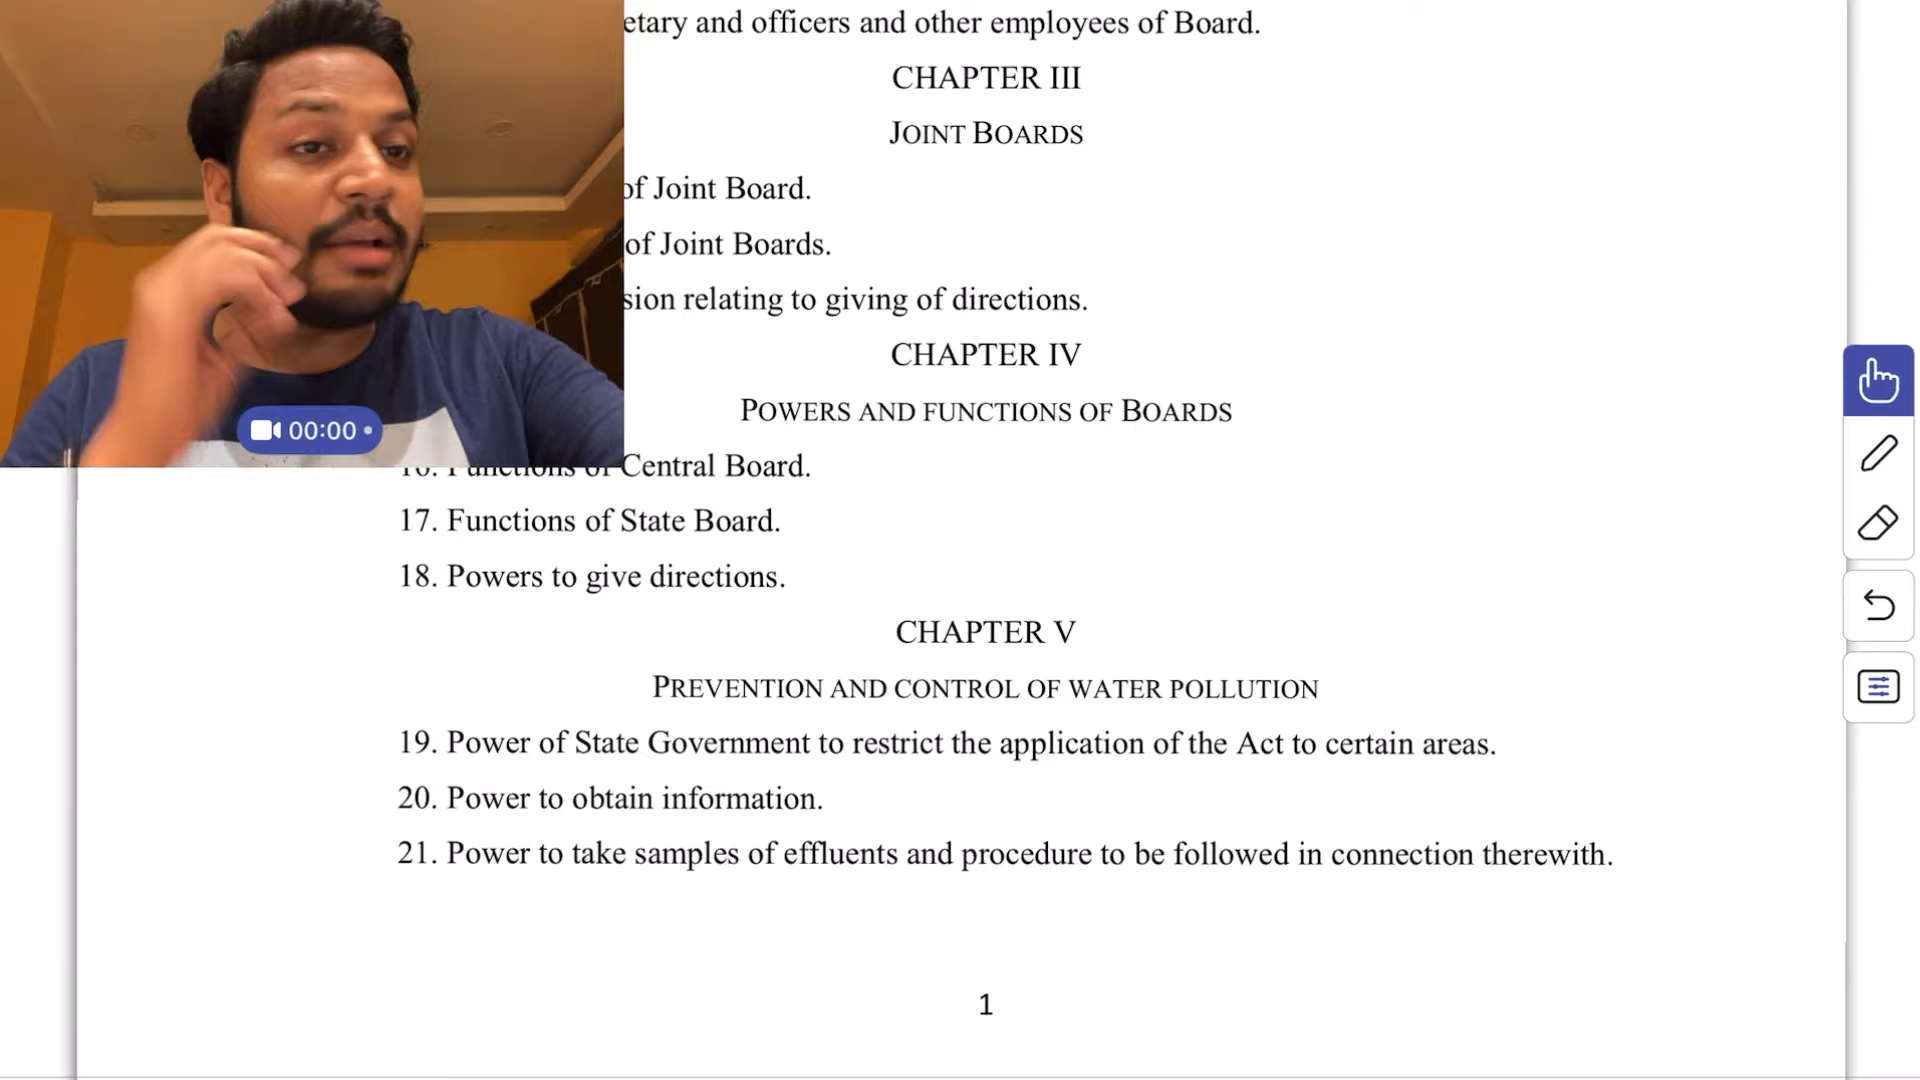 and officers and other employees of Board.
CHAPTER III
JOINT BOARDS
of Joint Board.
of Joint Boards.
relating to giving of directions.
CHAPTER IV
POWERS AND FUNCTIONS OF BOARDS
00:00
16. Functions of Central Board.
17. Functions of State Board.
18. Powers to give directions.
CHAPTER V
PREVENTION AND CONTROL OF WATER POLLUTION
19. Power of State Government to restrict the application of the Act to certain areas.
20. Power to obtain information.
21. Power to take samples of effluents and procedure to be followed in connection therewith.
1